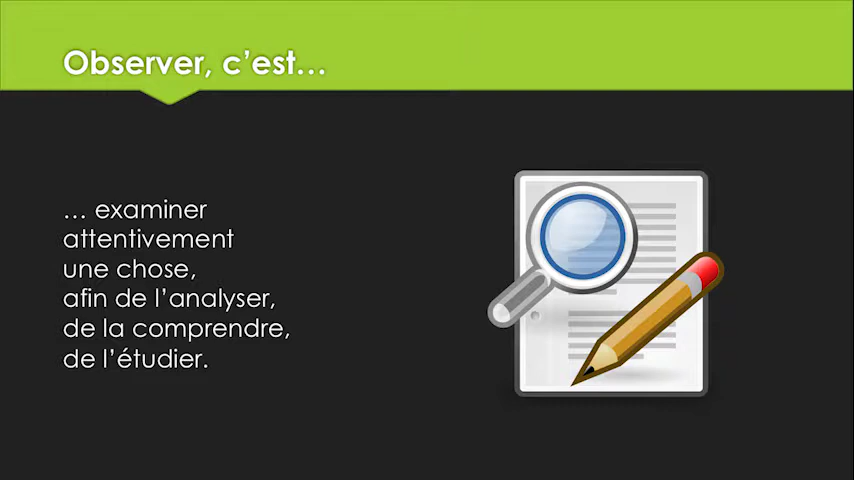 Observer, c’est…
… examiner
attentivement
une chose,
afin de l’analyser,
de la comprendre,
de l’étudier.